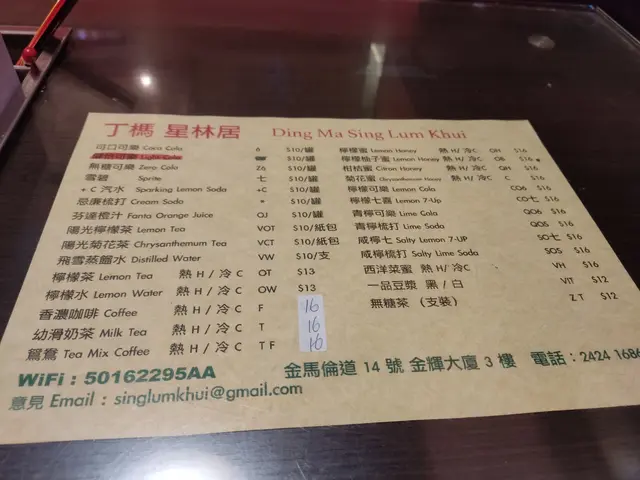 丁媽 星林居 Ding Ma Sing Lum Khui
可口可樂 Coca Cola 6 $10/罐
Light Cola $10/罐
無糖可樂 Zero Cola Z6 $10/罐
雪碧 Sprite 七 $10/罐
+C 汽水 Sparking Lemon Soda +C $10/罐
忌廉梳打 Cream Soda $10/罐
芬達橙汁 Fanta Orange Juice OJ $10/罐
陽光檸檬茶 Lemon Tea VOT $10/紙包
陽光菊花茶 Chrysanthemum Tea VCT $10/紙包
飛雪蒸餾水 Distilled Water VW $10/支
檸檬茶 Lemon Tea 熱 H / 冷 C OT $13
檸檬水 Lemon Water 熱 H / 冷 C OW $13
香濃咖啡 Coffee 熱 H / 冷 C F 16
幼滑奶茶 Milk Tea 熱 H / 冷 C T 16
鴛鴦 Tea Mix Coffee 熱 H / 冷 C T F 16
檸檬蜜 Lemon Honey 熱 H/ 冷 C QH $16
檸檬柚子蜜 Lemon Honey 熱 H/ 冷 C O6 $16
柑桔蜜 Citron Honey 熱 H/ 冷 C QH $16
菊花蜜 Chrysanthemum Honey 熱 H/ 冷 C C $16
檸檬可樂 Lemon Cola CO6 $16
檸檬七喜 Lemon 7-Up CO七 $16
青檸可樂 Lime Cola QO6 $16
青檸梳打 Lime Soda QOS $16
咸檸七 Salty Lemon 7-UP SO七 $16
咸檸梳打 Salty Lime Soda SOS $16
西洋菜蜜 熱 H/ 冷C VH $16
一品豆漿 黑 / 白 VIT $12
無糖茶（支裝） Z T $12
WiFi : 50162295AA
金馬倫道 14 號 金輝大廈 3 樓 電話：2424 1686
意見 Email : singlumkhui@gmail.com